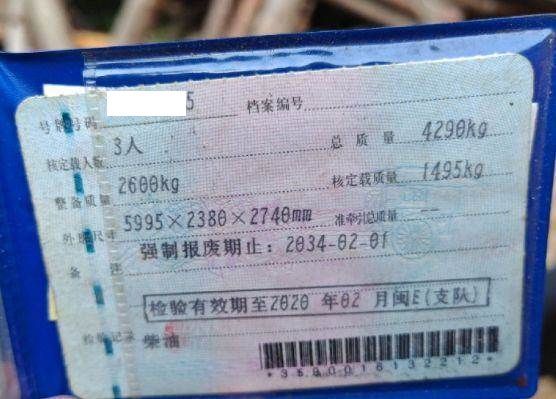 号牌号码 5 档案编号
核定载人数 3人 总质量 4290kg
整备质量 2600kg 核定载质量 1495kg
外廓尺寸 5995×2380×2740mm 准牵引总质量 --
备注 强制报废期止：2034-02-01
检验有效期至2020 年02 月闽E(支队)
检验记录 柴油
*3580018132212*